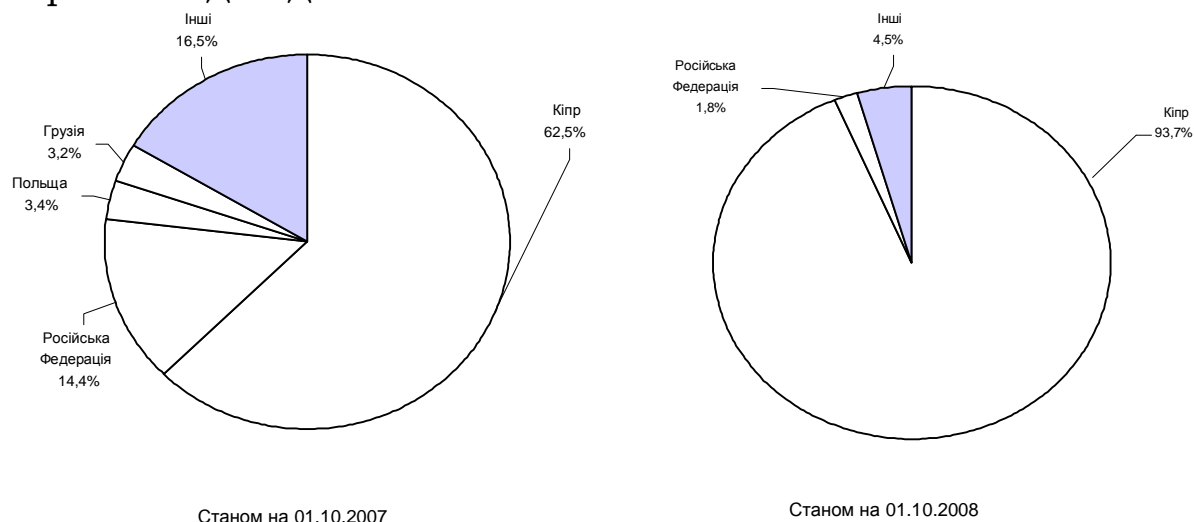 Інші
16,5%
Кіпр
62,5%
Грузія
3,2%
Польща
3,4%
Російська
Федерація
14,4%
Станом на 01.10.2007
Інші
4,5%
Російська
Федерація
1,8%
Кіпр
93,7%
Станом на 01.10.2008